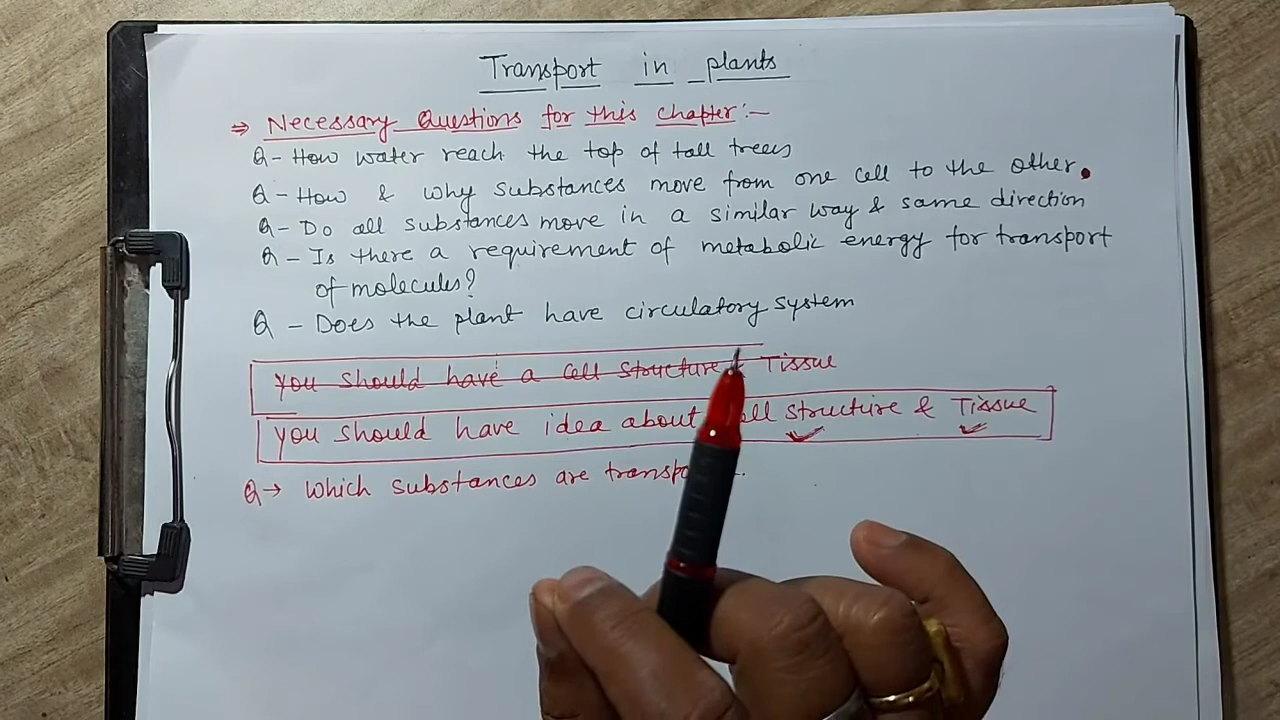 Transport in plants
⇒ Necessary Questions for this Chapter:-
Q- How water reach the top of tall trees
Q - How & why substances move from one cell to the other.
Q - Do all substances move in a similar way & same direction
Q - Is there a requirement of metabolic energy for transport
of molecules?
Q - Does the plant have circulatory system
You should have a cell structure Tissue
You should have idea about structure & Tissue
Q → Which substances are